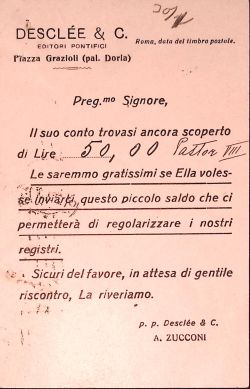 DESCLÉE & C.
EDITORI PONTIFICI
Piazza Grazioli (pal. Doria)
Roma, data del timbro postale.
Preg.mo Signore,
Il suo conto trovasi ancora scoperto
di Lire 50,00 Pastor VIII
Le saremmo gratissimi se Ella voles-
se inviarci questo piccolo saldo che ci
permetterà di regolarizzare i nostri
registri.
Sicuri del favore, in attesa di gentile
riscontro, La riveriamo.
p. p. Desclée & C.
A. ZUCCONI